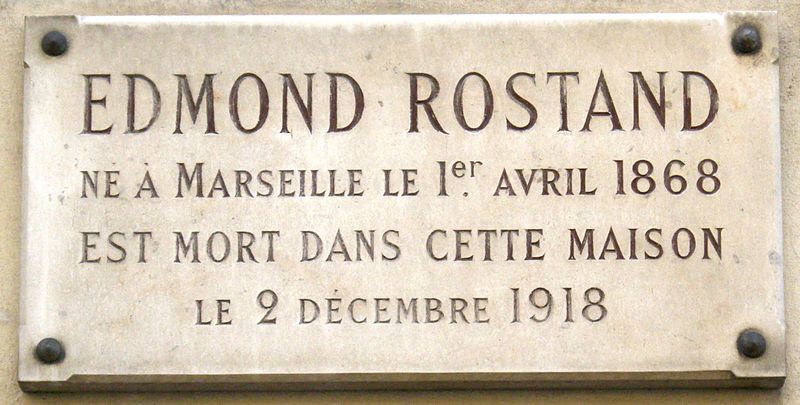 EDMOND ROSTAND
NÉ À MARSEILLE LE 1er. AVRIL 1868
EST MORT DANS CETTE MAISON
LE 2 DÉCEMBRE 1918